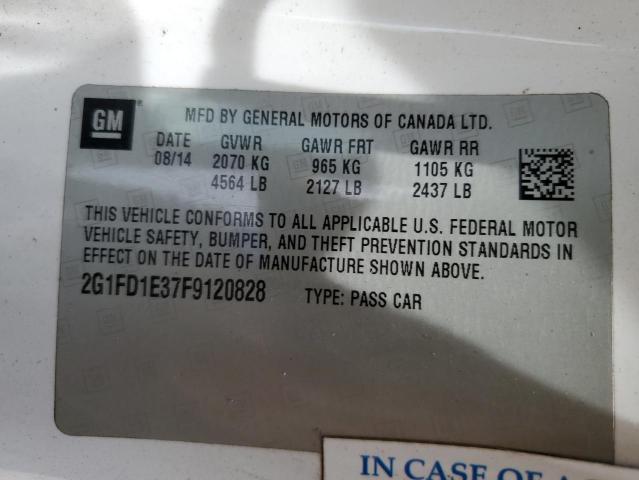 GM
MFD BY GENERAL MOTORS OF CANADA LTD.
DATE GVWR GAWR FRT GAWR RR
08/14 2070 KG 965 KG 1105 KG
4564 LB 2127 LB 2437 LB
THIS VEHICLE CONFORMS TO ALL APPLICABLE U.S. FEDERAL MOTOR
VEHICLE SAFETY, BUMPER, AND THEFT PREVENTION STANDARDS IN
EFFECT ON THE DATE OF MANUFACTURE SHOWN ABOVE.
2G1FD1E37F9120828 TYPE: PASS CAR
IN CASE OF A